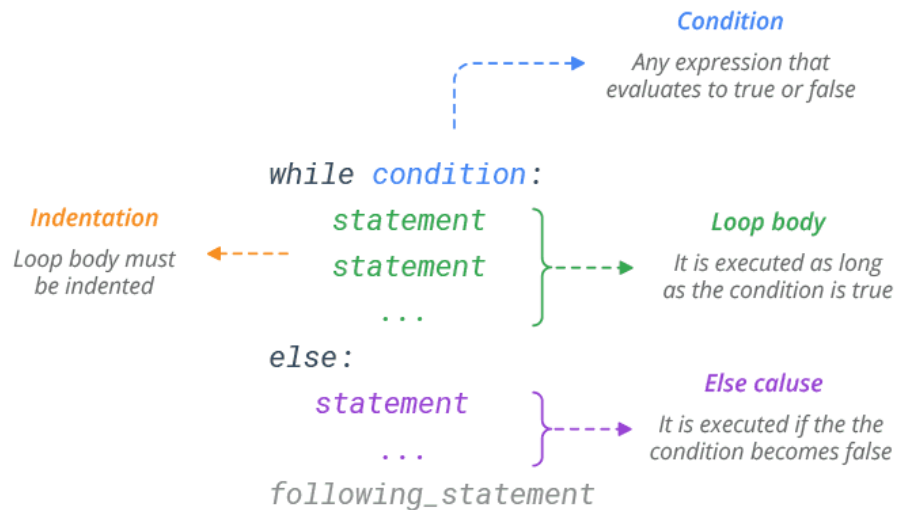 Condition
Any expression that
evaluates to true or false
while condition:
statement
statement
...
Indentation
Loop body must
be indented
Loop body
It is executed as long
as the condition is true
else:
statement
...
Else caluse
It is executed if the the
condition becomes false
following_statement